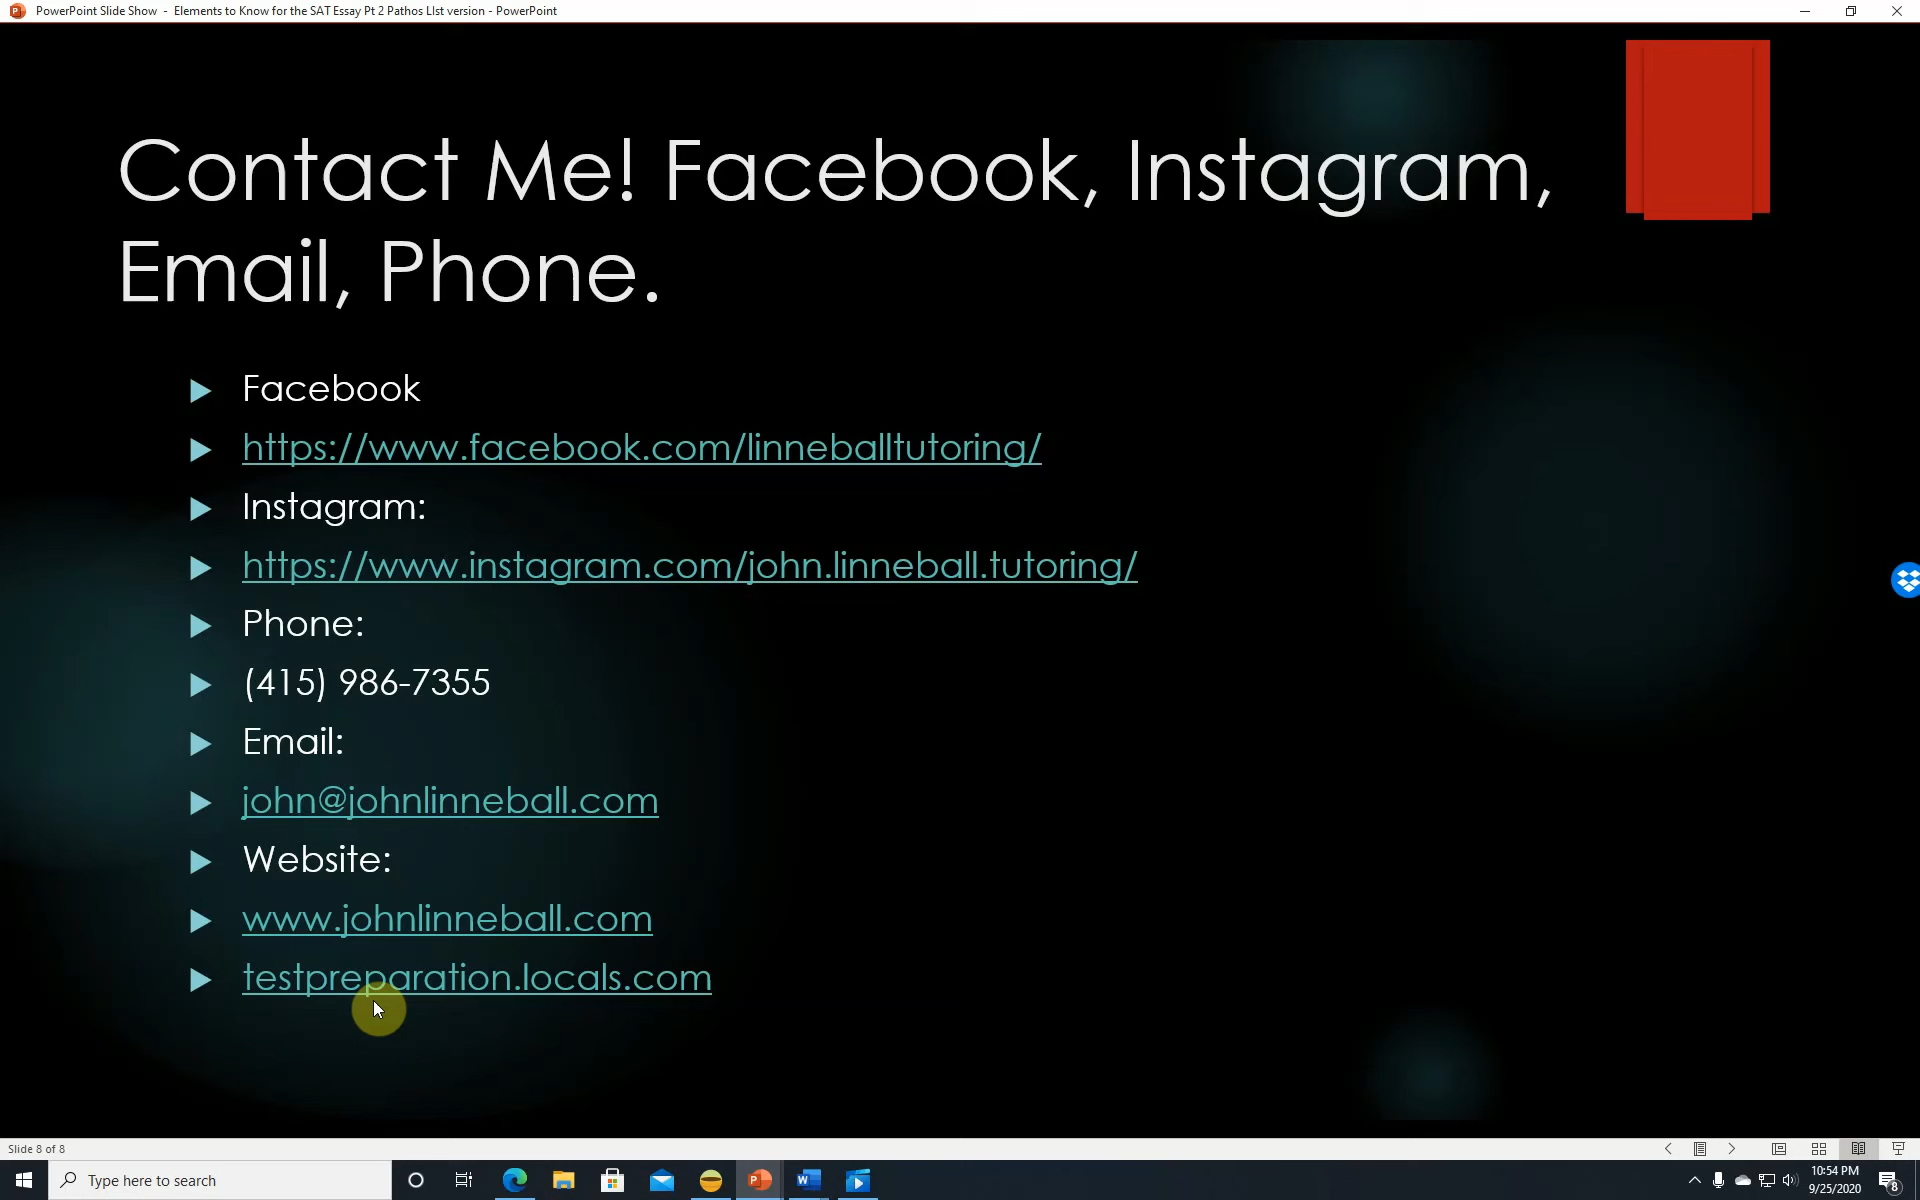 PowerPoint Slide Show - Elements to Know for the SAT Essay Pt 2 Pathos LIst version - PowerPoint
Contact Me! Facebook, Instagram,
Email, Phone.
Facebook
https://www.facebook.com/linneballtutoring/
Instagram:
https://www.instagram.com/john.linneball.tutoring/
Phone:
(415) 986-7355
Email:
john@johnlinneball.com
Website:
www.johnlinneball.com
testpreparation.locals.com
Slide 8 of 8
Type here to search
10:54 PM
9/25/2020
8